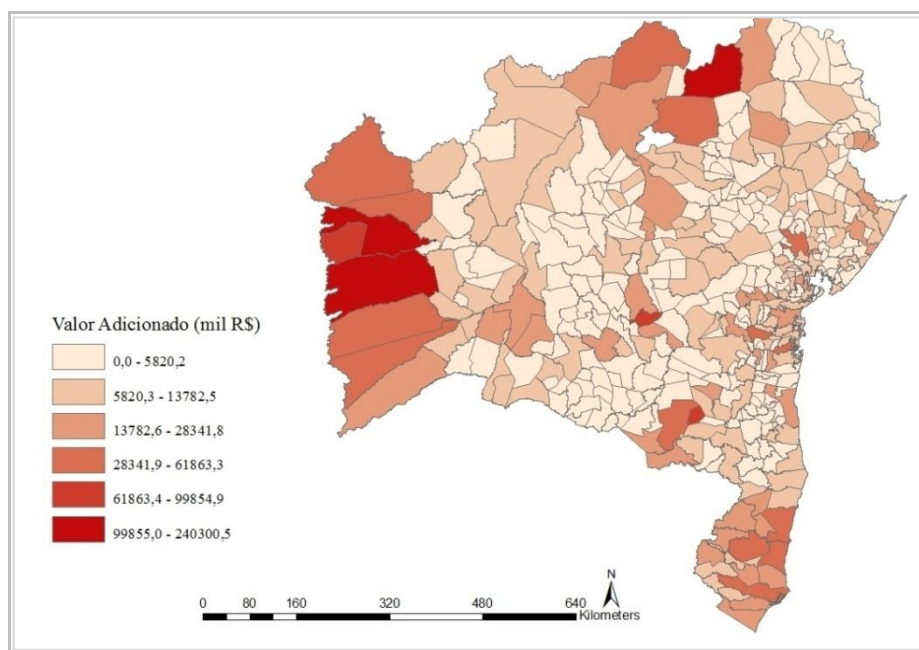 Valor Adicionado (mil R$)
0,0 - 5820,2
5820,3 - 13782,5
13782,6 - 28341,8
28341,9 - 61863,3
61863,4 - 99854,9
99855,0 - 240300,5
N
0 80 160 320 480 640
Kilometers